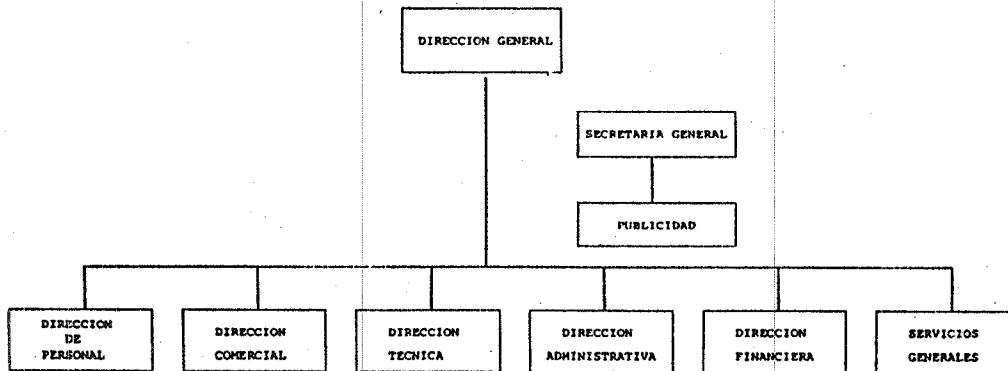 DIRECCION GENERAL
SECRETARIA GENERAL
PUBLICIDAD
DIRECCION
DE
PERSONAL
DIRECCION
COMERCIAL
DIRECCION
TECNICA
DIRECCION
ADMINISTRATIVA
DIRECCION
FINANCIERA
SERVICIOS
GENERALES